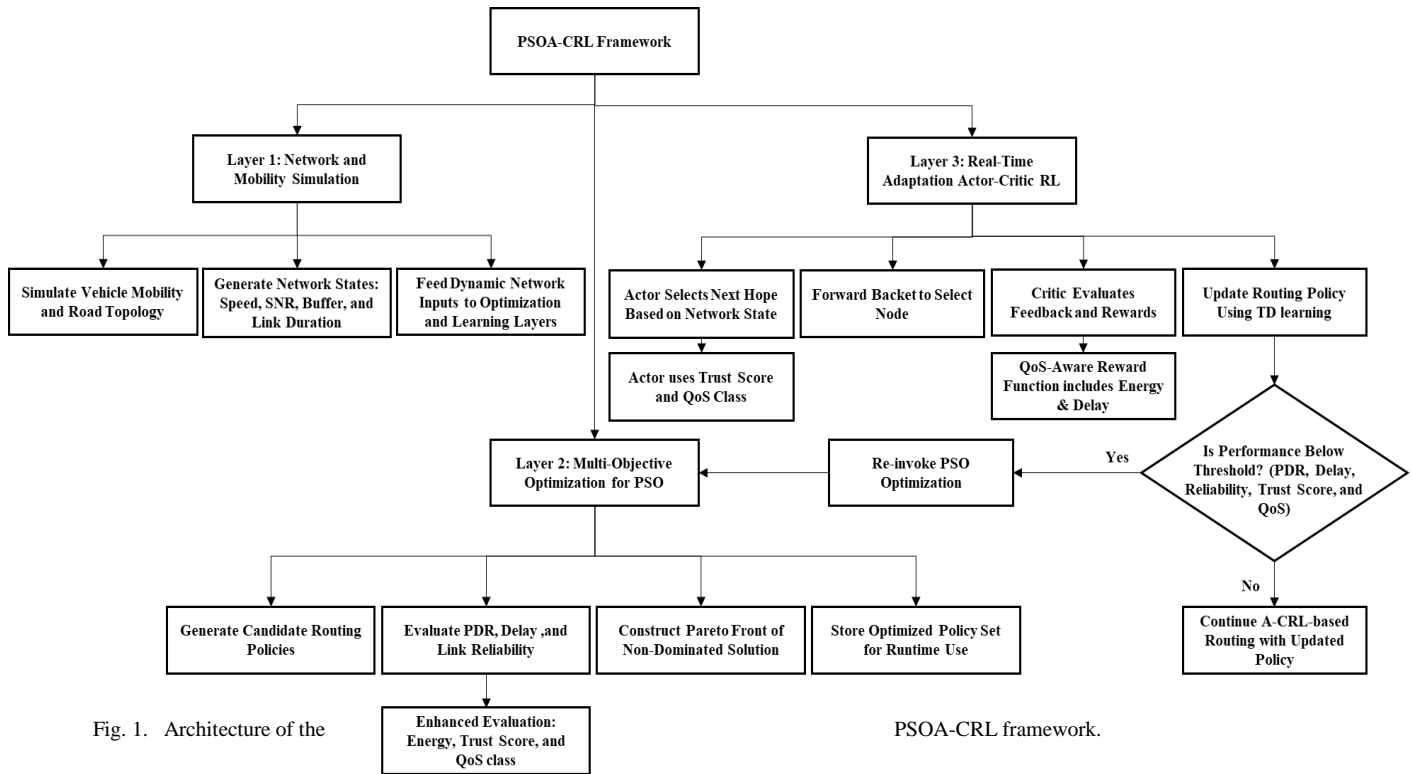 PSOA-CRL Framework
Layer 1: Network and
Mobility Simulation
Layer 3: Real-Time
Adaptation Actor-Critic RL
Simulate Vehicle Mobility
and Road Topology
Generate Network States:
Speed, SNR, Buffer, and
Link Duration
Feed Dynamic Network
Inputs to Optimization
and Learning Layers
Actor Selects Next Hope
Based on Network State
Forward Backet to Select
Node
Critic Evaluates
Feedback and Rewards
Update Routing Policy
Using TD learning
Actor uses Trust Score
and QoS Class
QoS-Aware Reward
Function includes Energy
& Delay
Layer 2: Multi-Objective
Optimization for PSO
Re-invoke PSO
Optimization
Yes
Is Performance Below
Threshold? (PDR, Delay,
Reliability, Trust Score, and
QoS)
No
Generate Candidate Routing
Policies
Evaluate PDR, Delay ,and
Link Reliability
Construct Pareto Front of
Non-Dominated Solution
Store Optimized Policy Set
for Runtime Use
Continue A-CRL-based
Routing with Updated
Policy
Enhanced Evaluation:
Energy, Trust Score, and
QoS class
Fig. 1. Architecture of the PSOA-CRL framework.